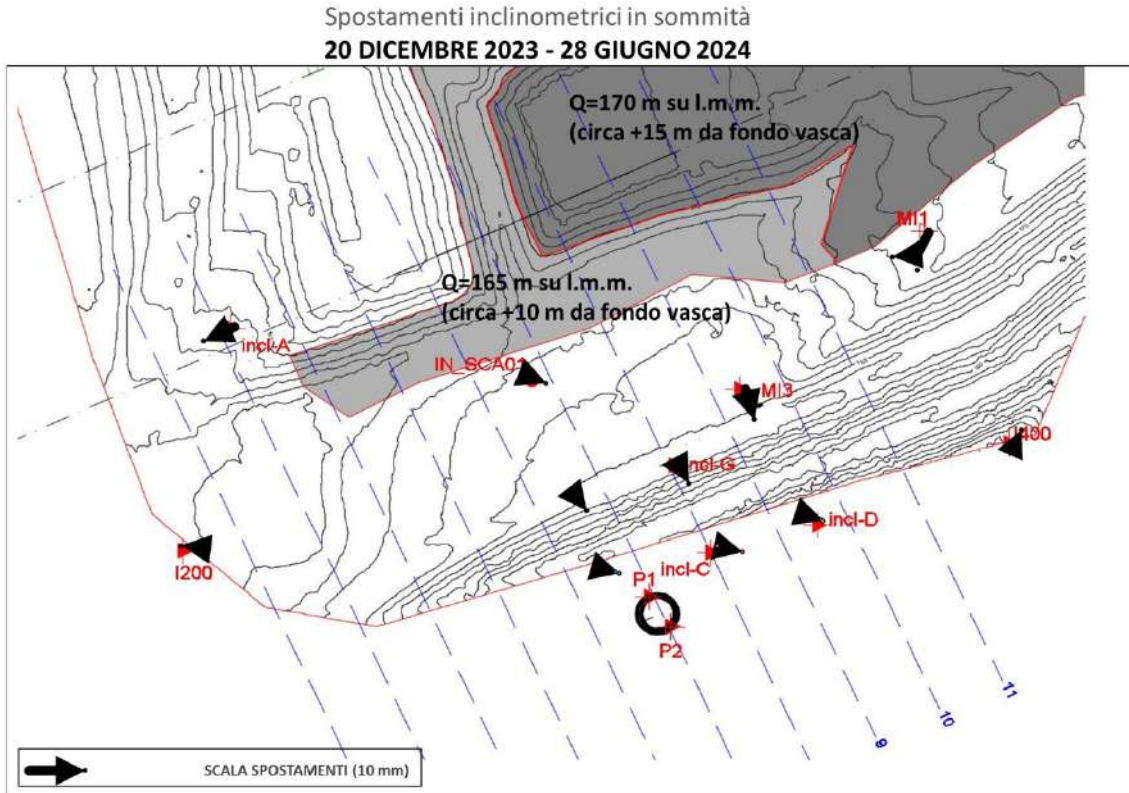 Spostamenti inclinometrici in sommità
20 DICEMBRE 2023 - 28 GIUGNO 2024
Q=170 m su l.m.m.
(circa +15 m da fondo vasca)
MI1
Q=165 m su l.m.m.
(circa +10 m da fondo vasca)
incl-A
MI3
I400
incl-G
incl-D
I200
incl-C
P1
P2
11
10
9
SCALA SPOSTAMENTI (10 mm)